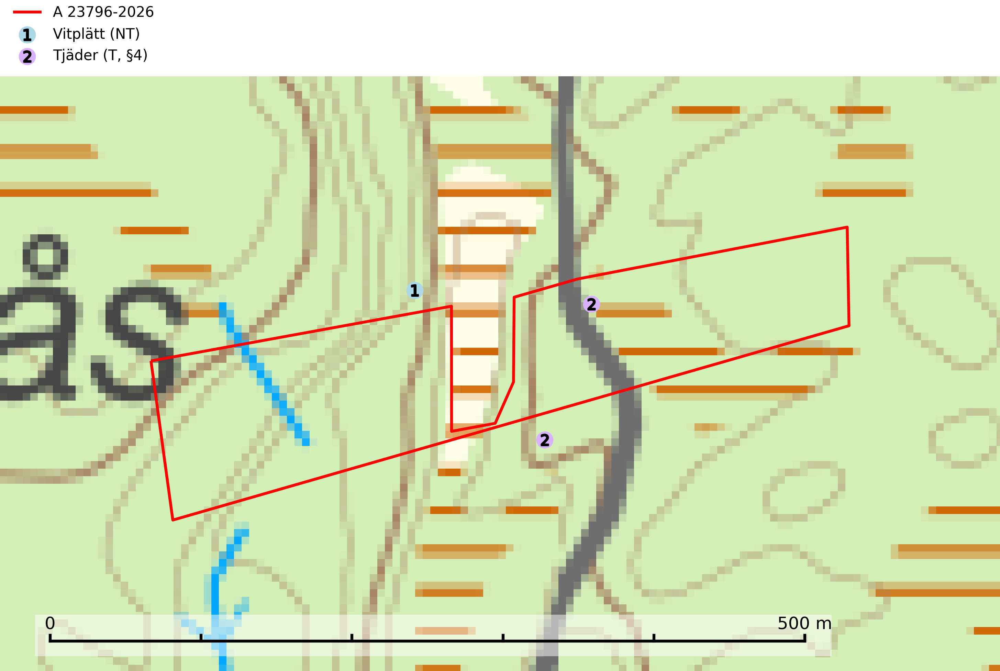 A 23796-2026
1 Vitplätt (NT)
2 Tjäder (T, §4)
1
2
ås
2
0 500 m